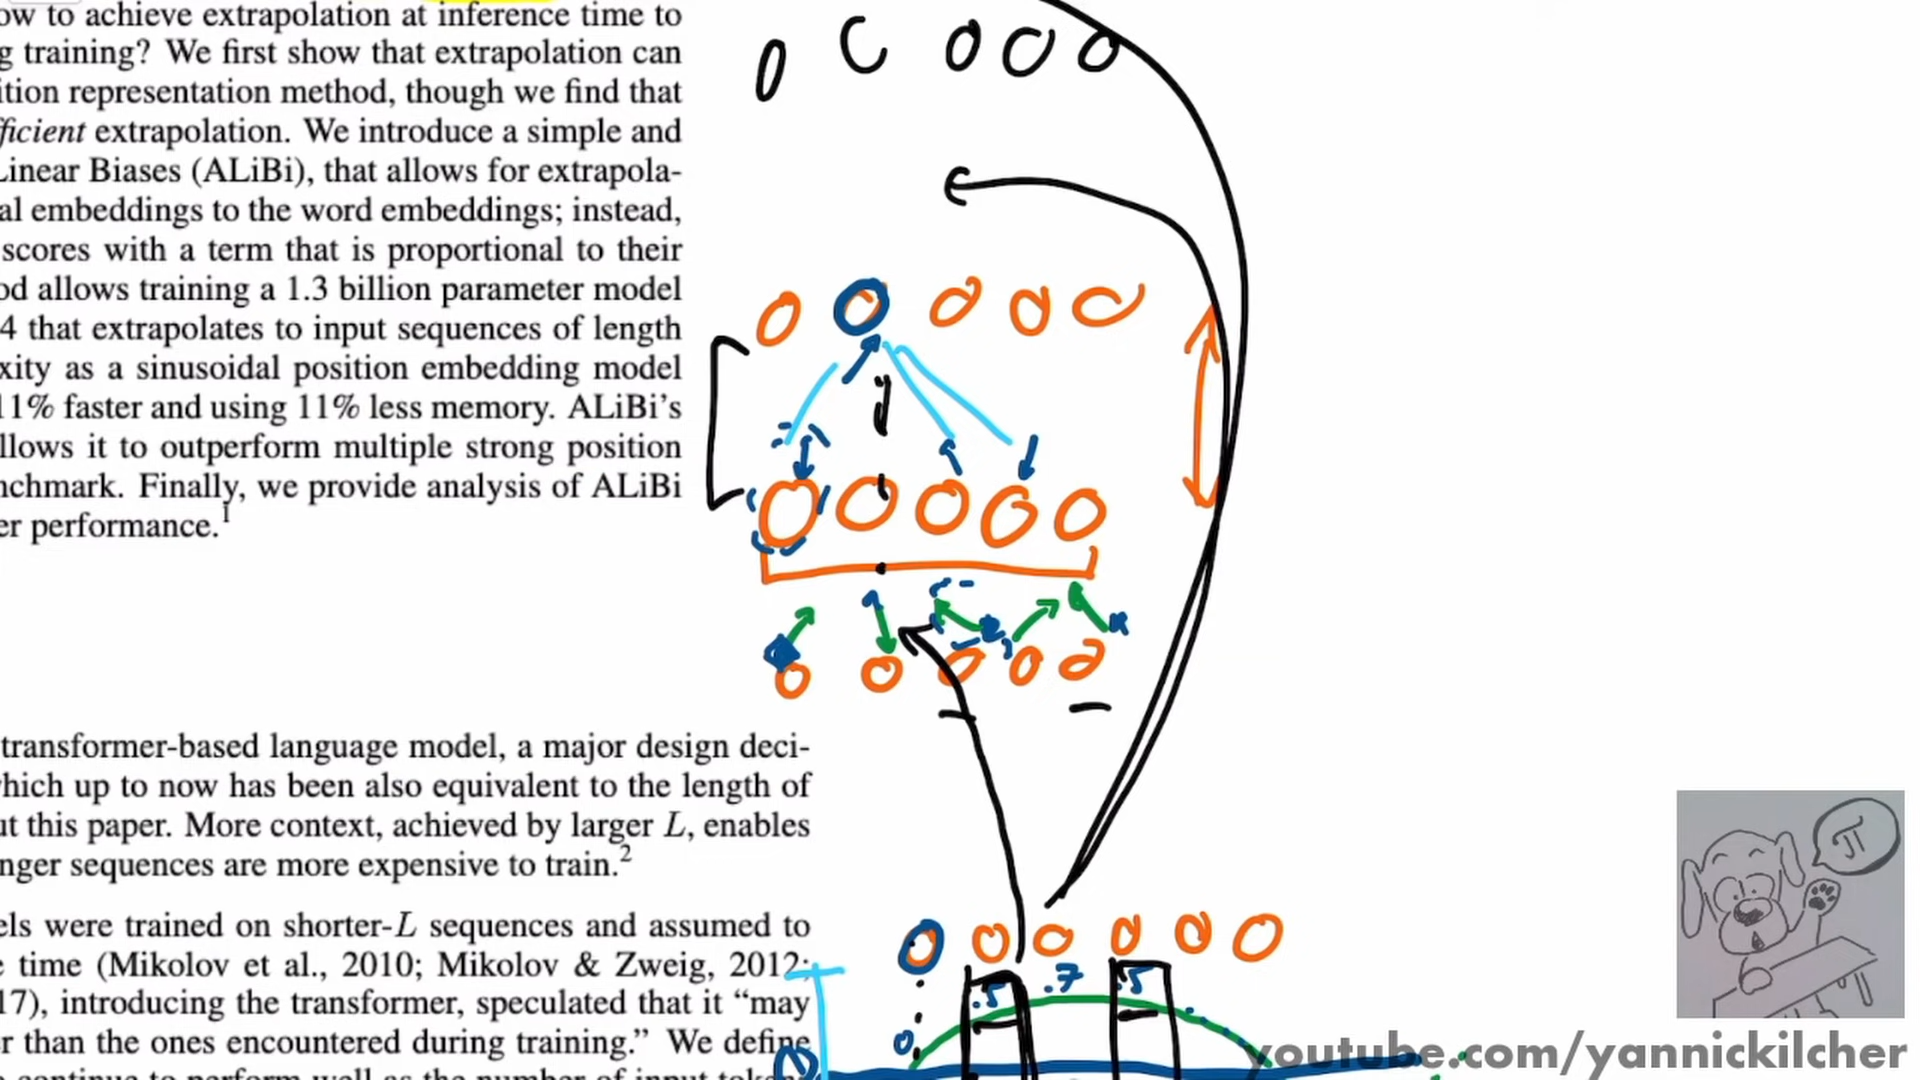 ow to achieve extrapolation at inference time to
g training? We first show that extrapolation can
ition representation method, though we find that
ficient extrapolation. We introduce a simple and
Linear Biases (ALiBi), that allows for extrapola-
al embeddings to the word embeddings; instead,
scores with a term that is proportional to their
od allows training a 1.3 billion parameter model
4 that extrapolates to input sequences of length
xity as a sinusoidal position embedding model
11% faster and using 11% less memory. ALiBi's
llows it to outperform multiple strong position
nchmark. Finally, we provide analysis of ALiBi
er performance.1
transformer-based language model, a major design deci-
hich up to now has been also equivalent to the length of
ut this paper. More context, achieved by larger L, enables
nger sequences are more expensive to train.2
els were trained on shorter-L sequences and assumed to
e time (Mikolov et al., 2010; Mikolov & Zweig, 2012;
17), introducing the transformer, speculated that it "may
r than the ones encountered during training." We define
.5 .7 .5
0
π
youtube.com/yannickilcher